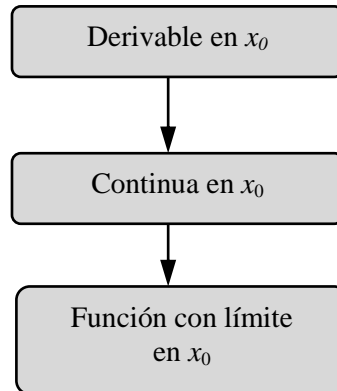 Derivable en x₀
Continua en x₀
Función con límite
en x₀